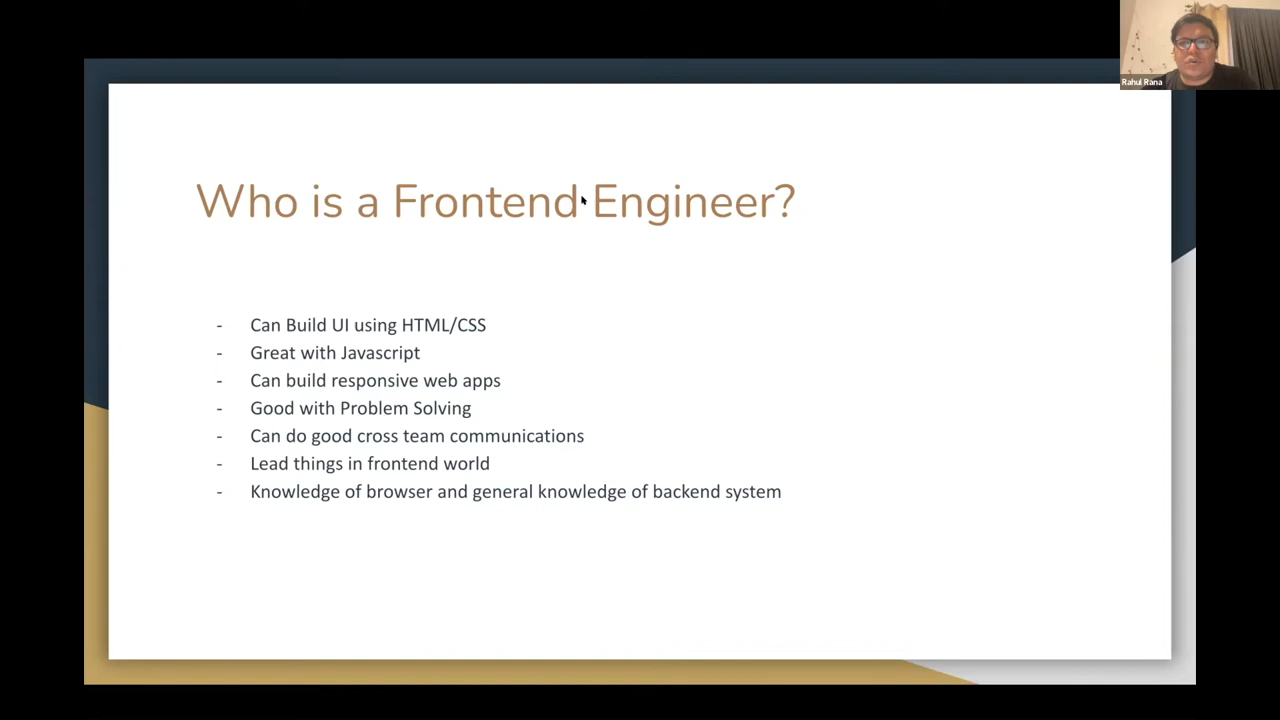 Rahul Rana
Who is a Frontend Engineer?
- Can Build UI using HTML/CSS
- Great with Javascript
- Can build responsive web apps
- Good with Problem Solving
- Can do good cross team communications
- Lead things in frontend world
- Knowledge of browser and general knowledge of backend system